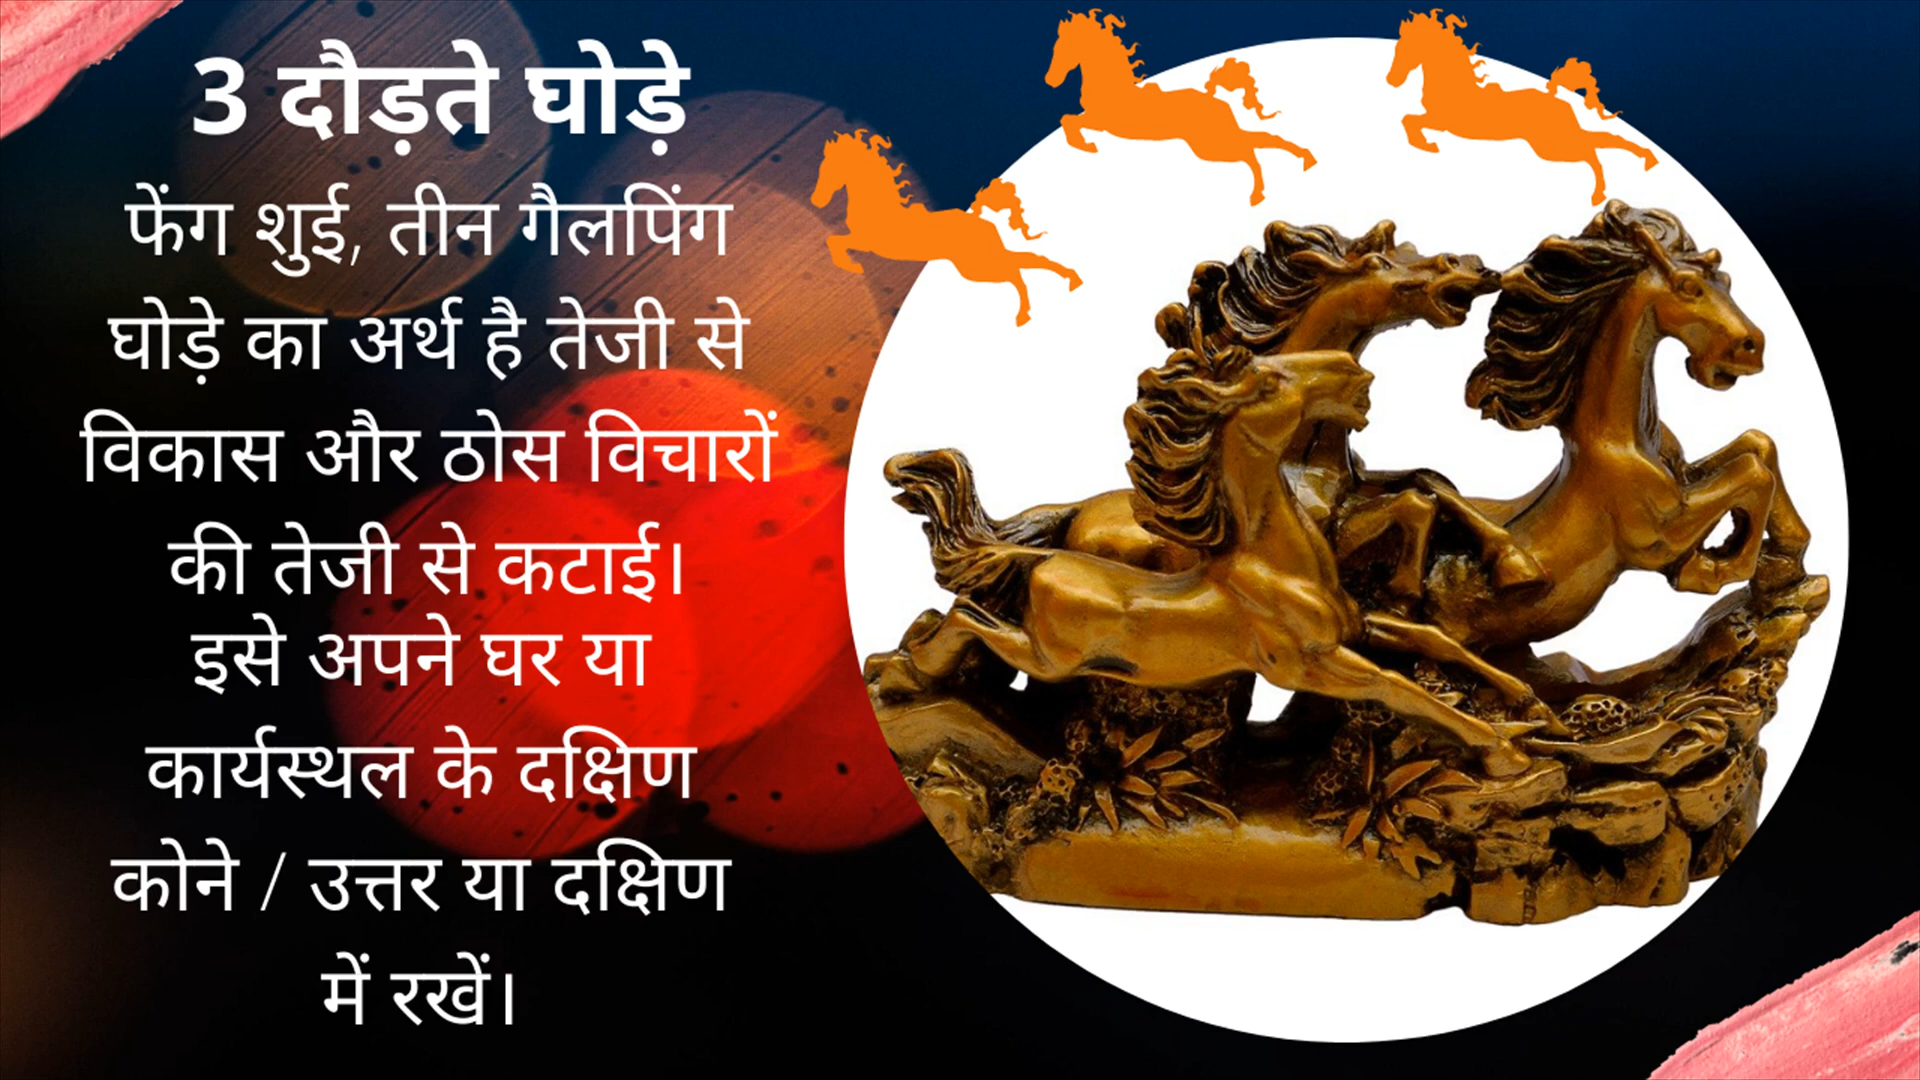 3 दौड़ते घोड़े
फेंग शुई, तीन गैलपिंग
घोड़े का अर्थ है तेजी से
विकास और ठोस विचारों
की तेजी से कटाई।
इसे अपने घर या
कार्यस्थल के दक्षिण
कोने / उत्तर या दक्षिण
में रखें।